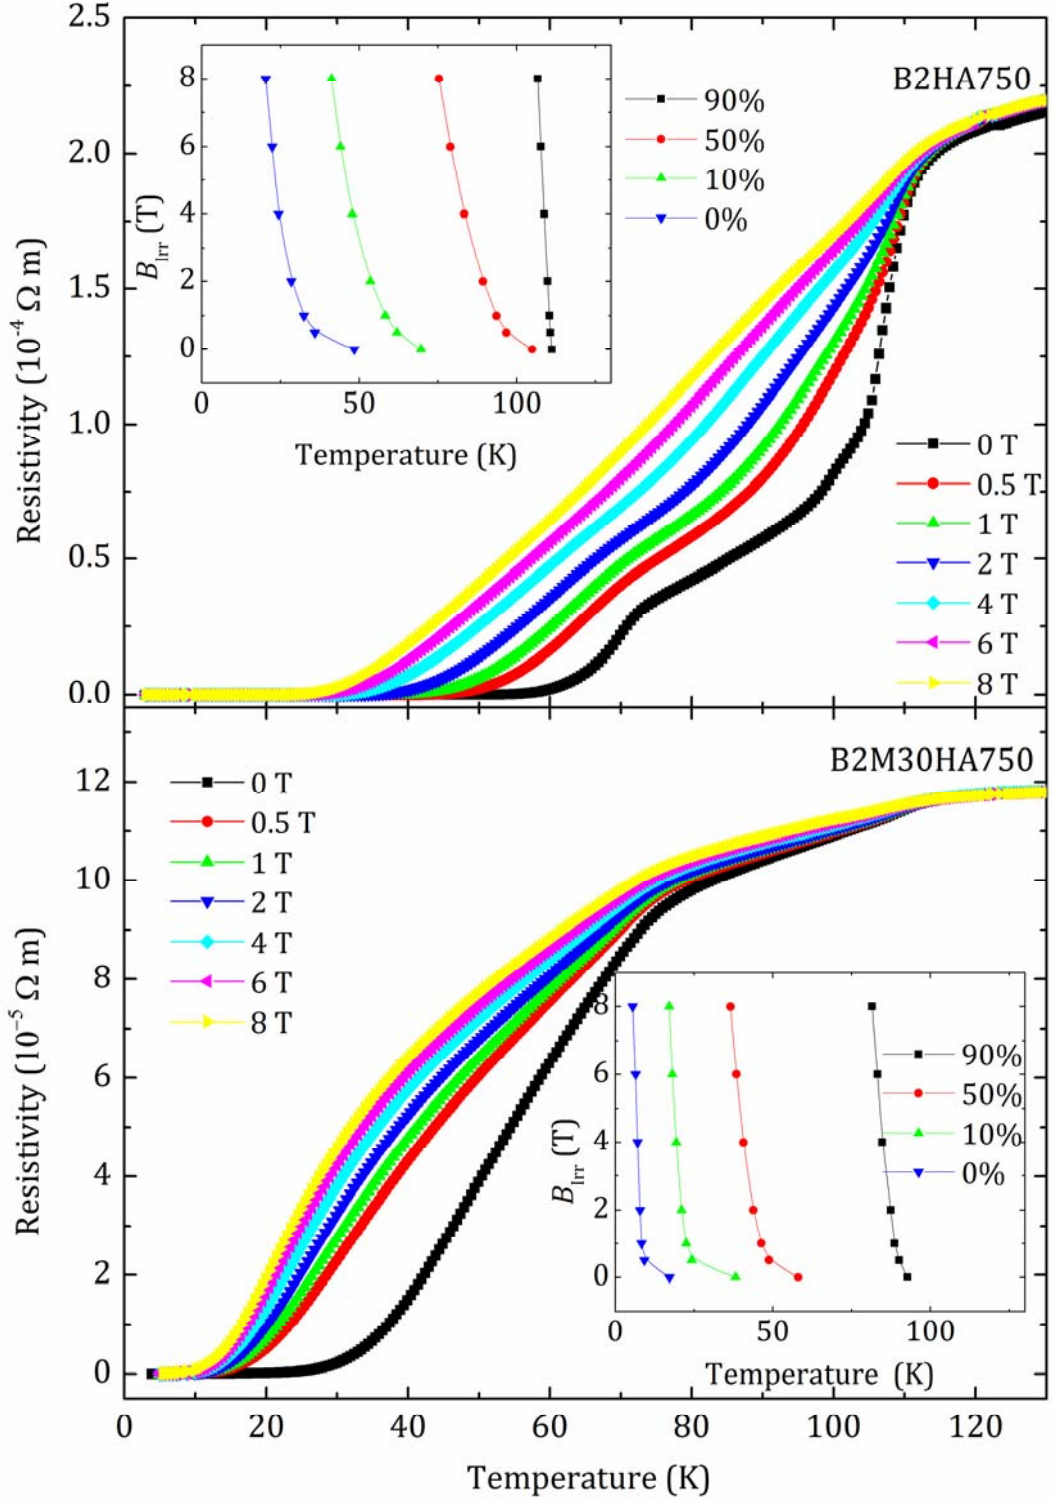 2.5
2.0
1.5
1.0
0.5
0.0
Resistivity (10⁻⁴ Ω m)
B2HA750
8
6
4
2
0
B_Irr (T)
0 50 100
Temperature (K)
90%
50%
10%
0%
0 T
0.5 T
1 T
2 T
4 T
6 T
8 T
12
10
8
6
4
2
0
Resistivity (10⁻⁵ Ω m)
B2M30HA750
0 T
0.5 T
1 T
2 T
4 T
6 T
8 T
8
6
4
2
0
B_Irr (T)
90%
50%
10%
0%
0 50 100
Temperature (K)
0 20 40 60 80 100 120
Temperature (K)